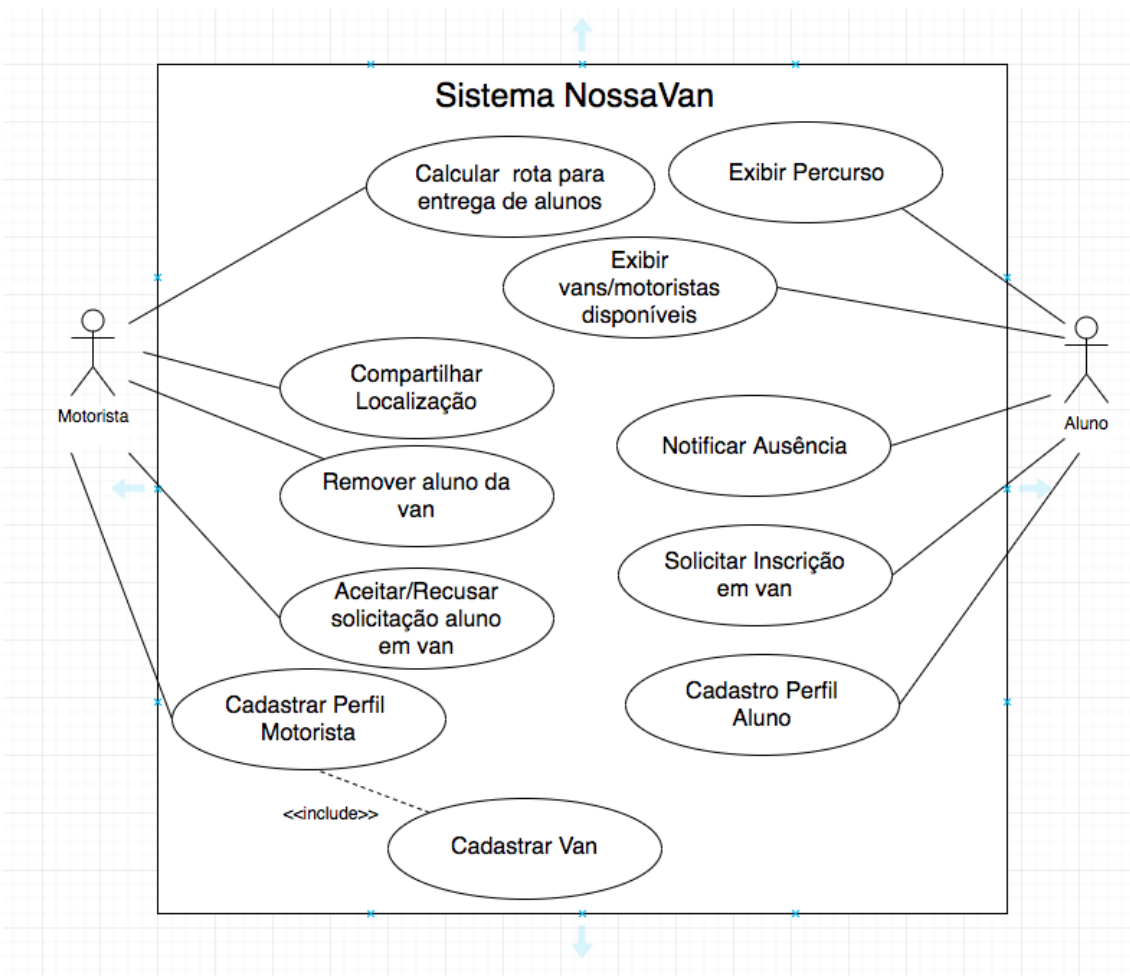 Sistema NossaVan
Calcular rota para
entrega de alunos
Exibir Percurso
Exibir
vans/motoristas
disponíveis
Compartilhar
Localização
Motorista
Aluno
Notificar Ausência
Remover aluno da
van
Solicitar Inscrição
em van
Aceitar/Recusar
solicitação aluno
em van
Cadastrar Perfil
Motorista
Cadastro Perfil
Aluno
<<include>>
Cadastrar Van